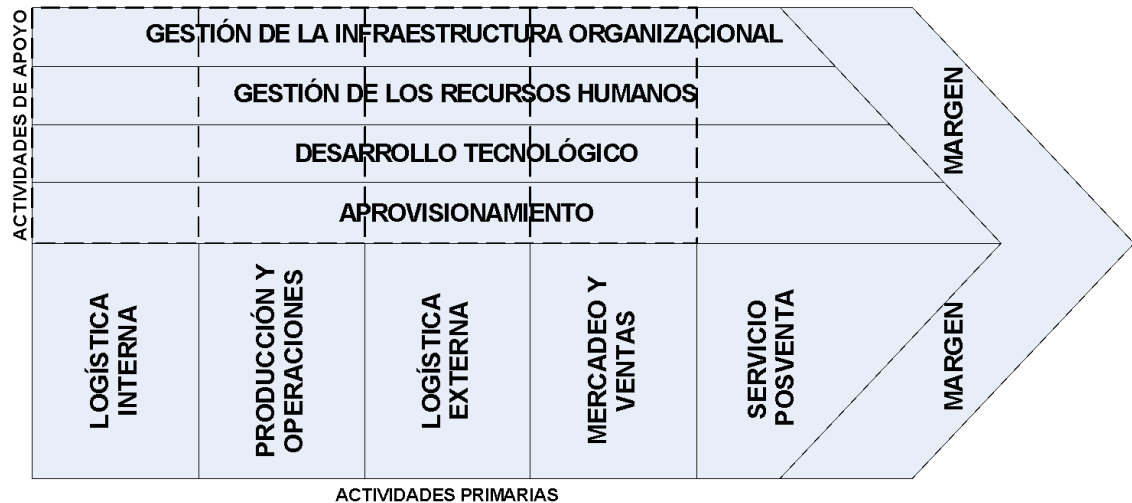 ACTIVIDADES DE APOYO
GESTIÓN DE LA INFRAESTRUCTURA ORGANIZACIONAL
GESTIÓN DE LOS RECURSOS HUMANOS
DESARROLLO TECNOLÓGICO
APROVISIONAMIENTO
MARGEN
LOGÍSTICA
INTERNA
PRODUCCIÓN Y
OPERACIONES
LOGÍSTICA
EXTERNA
MERCADEO Y
VENTAS
SERVICIO
POSVENTA
MARGEN
ACTIVIDADES PRIMARIAS